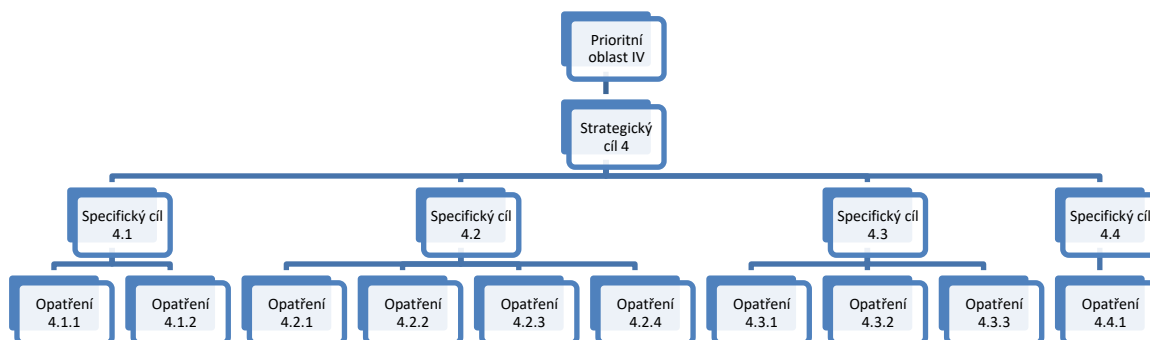 Prioritní
oblast IV
Strategický
cíl 4
Specifický cíl
4.1
Specifický cíl
4.2
Specifický cíl
4.3
Specifický cíl
4.4
Opatření
4.1.1
Opatření
4.1.2
Opatření
4.2.1
Opatření
4.2.2
Opatření
4.2.3
Opatření
4.2.4
Opatření
4.3.1
Opatření
4.3.2
Opatření
4.3.3
Opatření
4.4.1